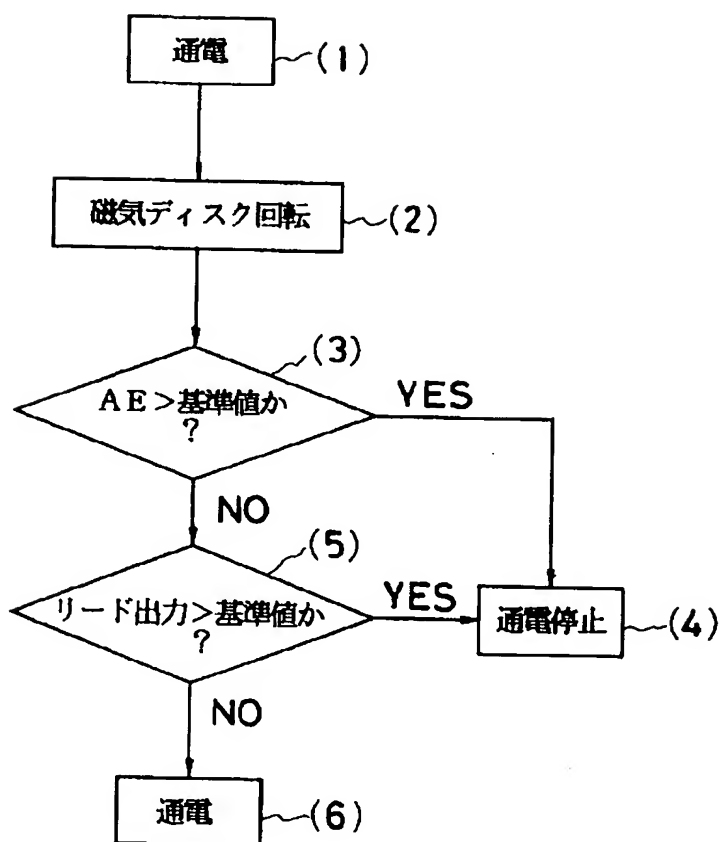 通電
(1)
磁気ディスク回転
(2)
(3)
AE>基準値か
?
YES
NO
(5)
リード出力>基準値か
?
YES
通電停止
(4)
NO
通電
(6)